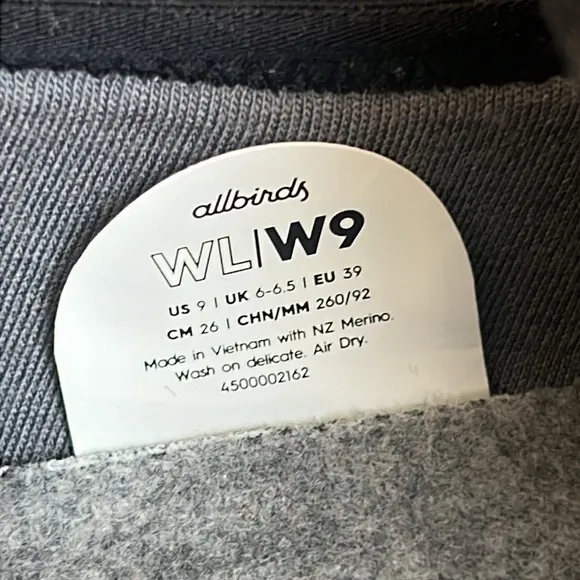 allbirds
WL|W9
US 9 | UK 6-6.5 | EU 39
CM 26 | CHN/MM 260/92
Made in Vietnam with NZ Merino.
Wash on delicate. Air Dry.
4500002162